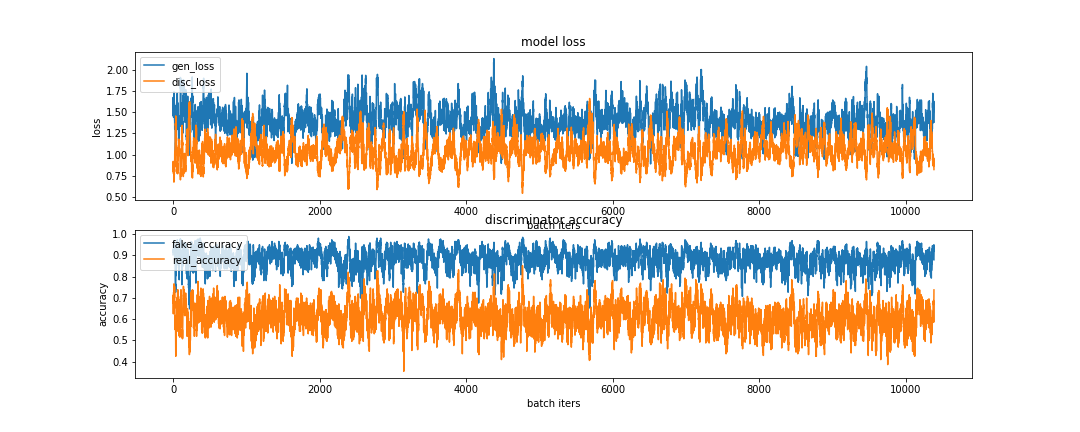 model loss
gen_loss
disc_loss
loss
2.00
1.75
1.50
1.25
1.00
0.75
0.50
0 2000 4000 6000 8000 10000
batch iters
discriminator accuracy
fake_accuracy
real_accuracy
accuracy
1.0
0.9
0.8
0.7
0.6
0.5
0.4
0 2000 4000 6000 8000 10000
batch iters